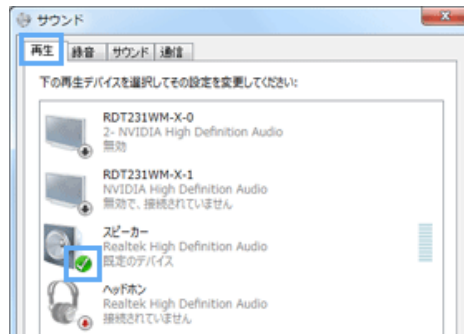 サウンド
再生 録音 サウンド 通信
下の再生デバイスを選択してその設定を変更してください:
RDT231WM-X-0
2- NVIDIA High Definition Audio
無効
RDT231WM-X-1
NVIDIA High Definition Audio
無効で、接続されていません
スピーカー
Realtek High Definition Audio
既定のデバイス
ヘッドホン
Realtek High Definition Audio
接続されていません